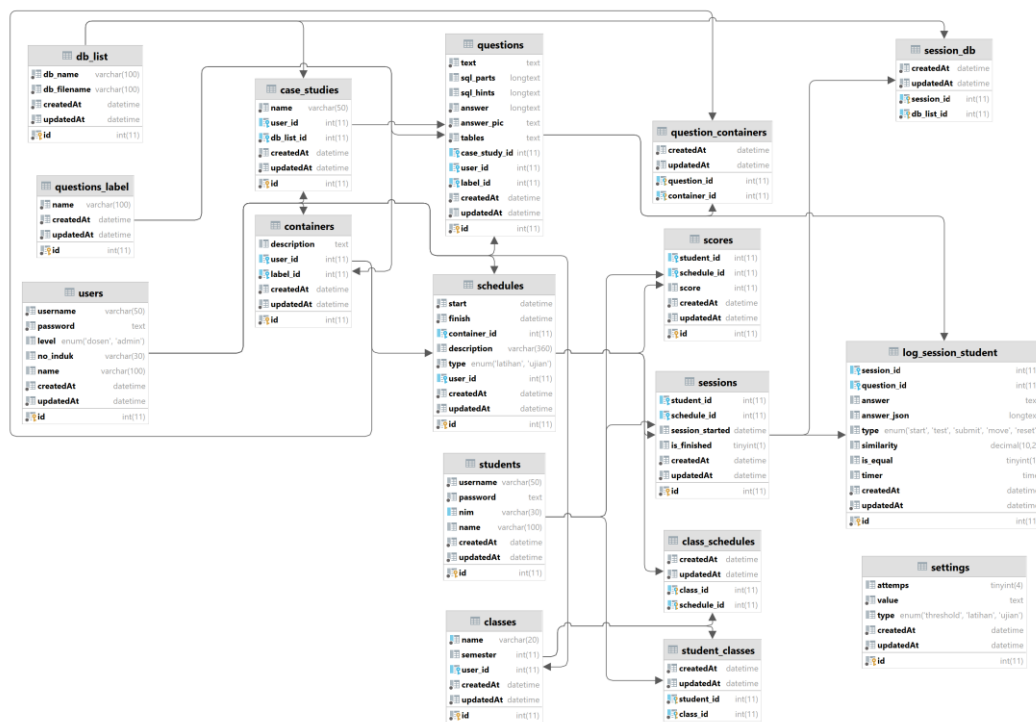 db_list
db_name varchar(100)
db_filename varchar(100)
createdAt datetime
updatedAt datetime
id int(11)
questions_label
name varchar(100)
createdAt datetime
updatedAt datetime
id int(11)
users
username varchar(50)
password text
level enum('dosen', 'admin')
no_induk varchar(30)
name varchar(100)
createdAt datetime
updatedAt datetime
id int(11)
case_studies
name varchar(50)
user_id int(11)
db_list_id int(11)
createdAt datetime
updatedAt datetime
id int(11)
containers
description text
user_id int(11)
label_id int(11)
createdAt datetime
updatedAt datetime
id int(11)
questions
text text
sql_parts longtext
sql_hints longtext
answer longtext
answer_pic text
tables text
case_study_id int(11)
user_id int(11)
label_id int(11)
createdAt datetime
updatedAt datetime
id int(11)
schedules
start datetime
finish datetime
container_id int(11)
description varchar(360)
type enum('latihan', 'ujian')
user_id int(11)
createdAt datetime
updatedAt datetime
id int(11)
students
username varchar(50)
password text
nim varchar(30)
name varchar(100)
createdAt datetime
updatedAt datetime
id int(11)
classes
name varchar(20)
semester int(11)
user_id int(11)
createdAt datetime
updatedAt datetime
id int(11)
question_containers
createdAt datetime
updatedAt datetime
question_id int(11)
container_id int(11)
scores
student_id int(11)
schedule_id int(11)
score int(11)
createdAt datetime
updatedAt datetime
id int(11)
sessions
student_id int(11)
schedule_id int(11)
session_started datetime
is_finished tinyint(1)
createdAt datetime
updatedAt datetime
id int(11)
class_schedules
createdAt datetime
updatedAt datetime
class_id int(11)
schedule_id int(11)
student_classes
createdAt datetime
updatedAt datetime
student_id int(11)
class_id int(11)
session_db
createdAt datetime
updatedAt datetime
session_id int(11)
db_list_id int(11)
log_session_student
session_id int(11
question_id int(11
answer tex
answer_json longtex
type enum('start', 'test', 'submit', 'move', 'reset'
similarity decimal(10,2
is_equal tinyint(1
timer time
createdAt datetim
updatedAt datetim
id int(11
settings
attemps tinyint(4)
value text
type enum('threshold', 'latihan', 'ujian')
createdAt datetime
updatedAt datetime
id int(11)